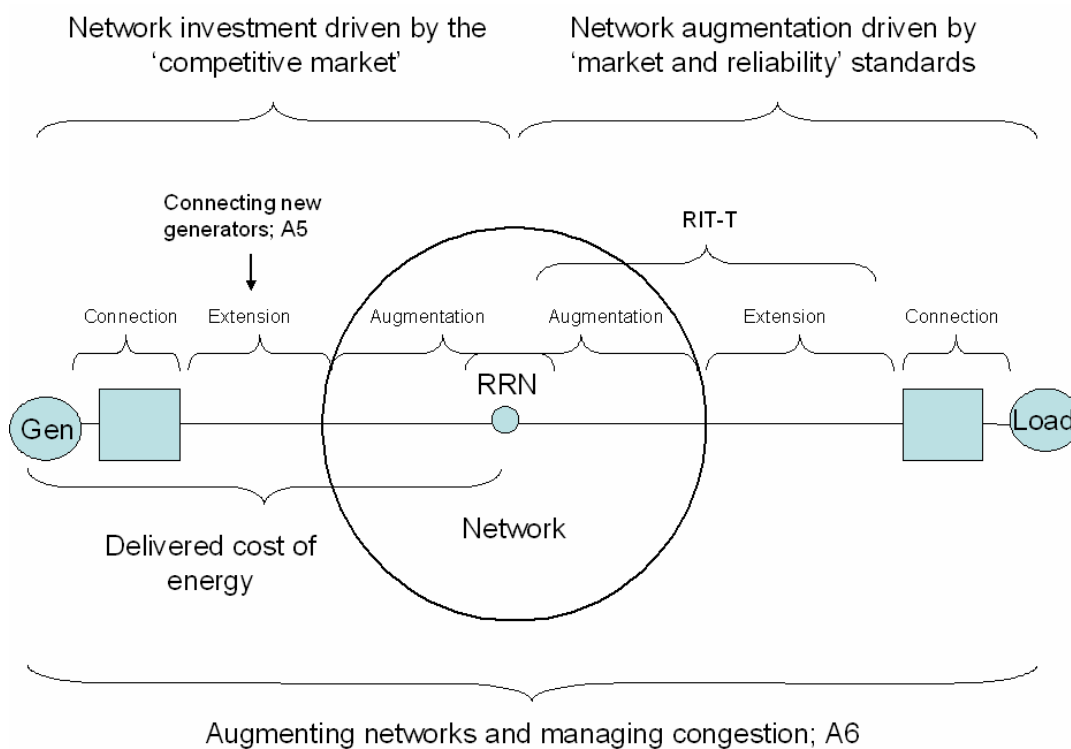 Network investment driven by the
‘competitive market’
Network augmentation driven by
‘market and reliability’ standards
Connecting new
generators; A5
RIT-T
Connection
Extension
Augmentation
Augmentation
Extension
Connection
RRN
Gen
Load
Network
Delivered cost of
energy
Augmenting networks and managing congestion; A6